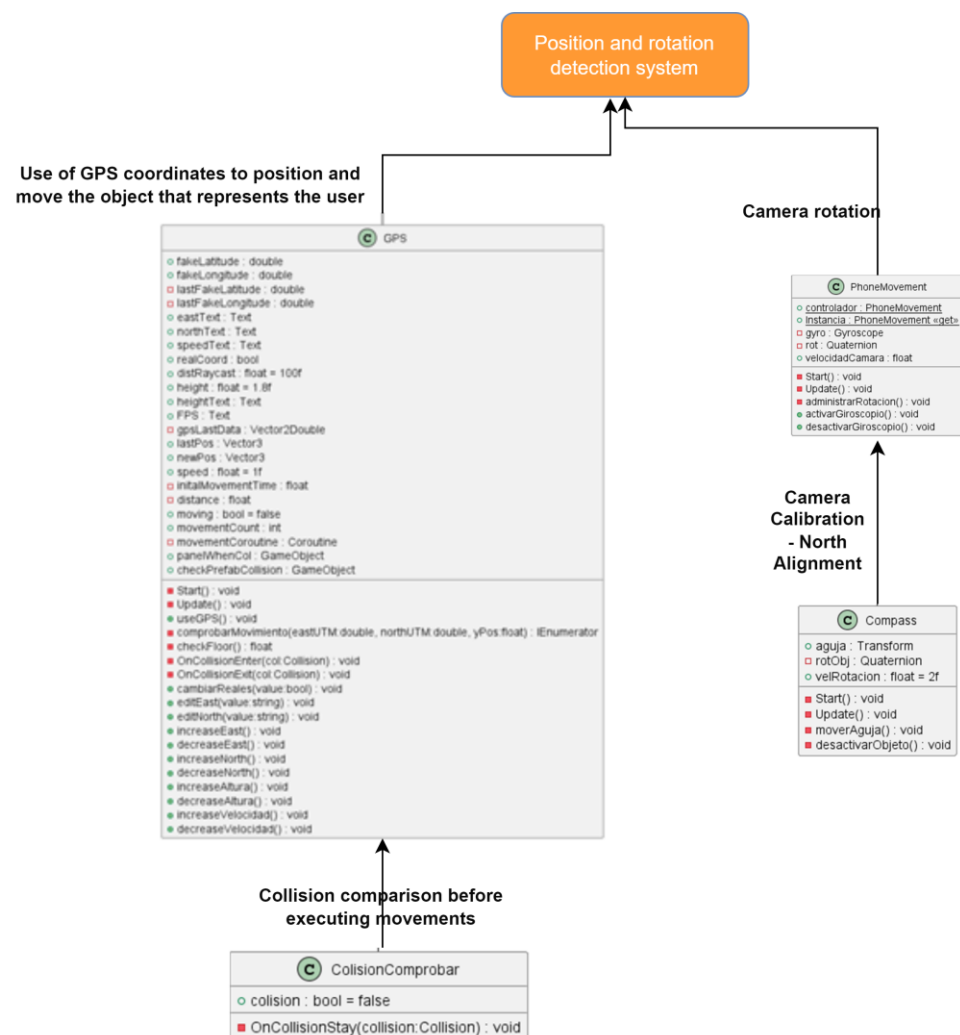 Position and rotation
detection system
Use of GPS coordinates to position and
move the object that represents the user
Camera rotation
C GPS
fakeLatitude : double
fakeLongitude : double
lastFakeLatitude : double
lastFakeLongitude : double
eastText : Text
northText : Text
speedText : Text
realCoord : bool
distRaycast : float = 100f
height : float = 1.8f
heightText : Text
FPS : Text
gpsLastData : Vector2Double
lastPos : Vector3
newPos : Vector3
speed : float = 1f
initalMovementTime : float
distance : float
moving : bool = false
movementCount : int
movementCoroutine : Coroutine
panelWhenCol : GameObject
checkPrefabCollision : GameObject
Start() : void
Update() : void
useGPS() : void
comprobarMovimiento(eastUTM:double, northUTM:double, yPos:float) : IEnumerator
checkFloor() : float
OnCollisionEnter(col:Collision) : void
OnCollisionExit(col:Collision) : void
cambiarReales(value:bool) : void
editEast(value:string) : void
editNorth(value:string) : void
increaseEast() : void
decreaseEast() : void
increaseNorth() : void
decreaseNorth() : void
increaseAltura() : void
decreaseAltura() : void
increaseVelocidad() : void
decreaseVelocidad() : void
C PhoneMovement
controlador : PhoneMovement
Instancia : PhoneMovement «get»
gyro : Gyroscope
rot : Quaternion
velocidadCamara : float
Start() : void
Update() : void
administrarRotacion() : void
activarGiroscopio() : void
desactivarGiroscopio() : void
Camera
Calibration
- North
Alignment
C Compass
aguja : Transform
rotObj : Quaternion
velRotacion : float = 2f
Start() : void
Update() : void
moverAguja() : void
desactivarObjeto() : void
Collision comparison before
executing movements
C ColisionComprobar
colision : bool = false
OnCollisionStay(collision:Collision) : void